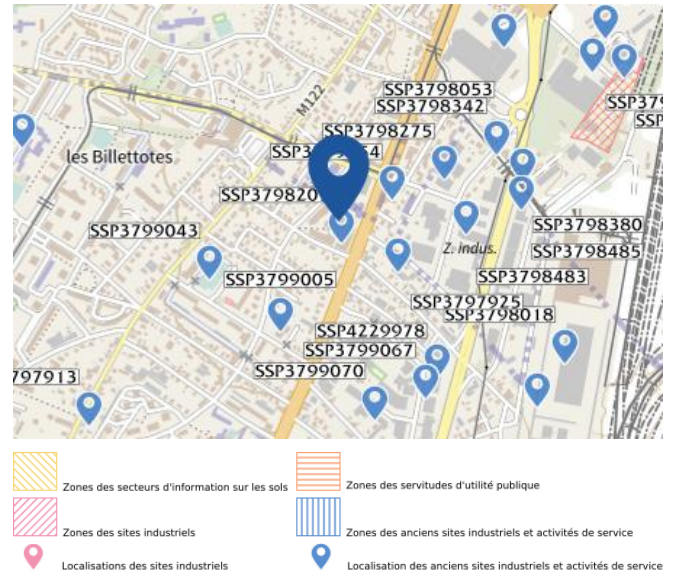 SSP3798053
SSP3798342
M122
SSP3798275
les Billettotes
SSP3799043
SSP3798380
SSP3798485
Z. indus.
SSP3799005
SSP3798483
SSP3797925
SSP3798018
SSP4229978
SSP3799067
SSP3799070
797913
Zones des secteurs d'information sur les sols
Zones des servitudes d'utilité publique
Zones des sites industriels
Zones des anciens sites industriels et activités de service
Localisations des sites industriels
Localisation des anciens sites industriels et activités de service